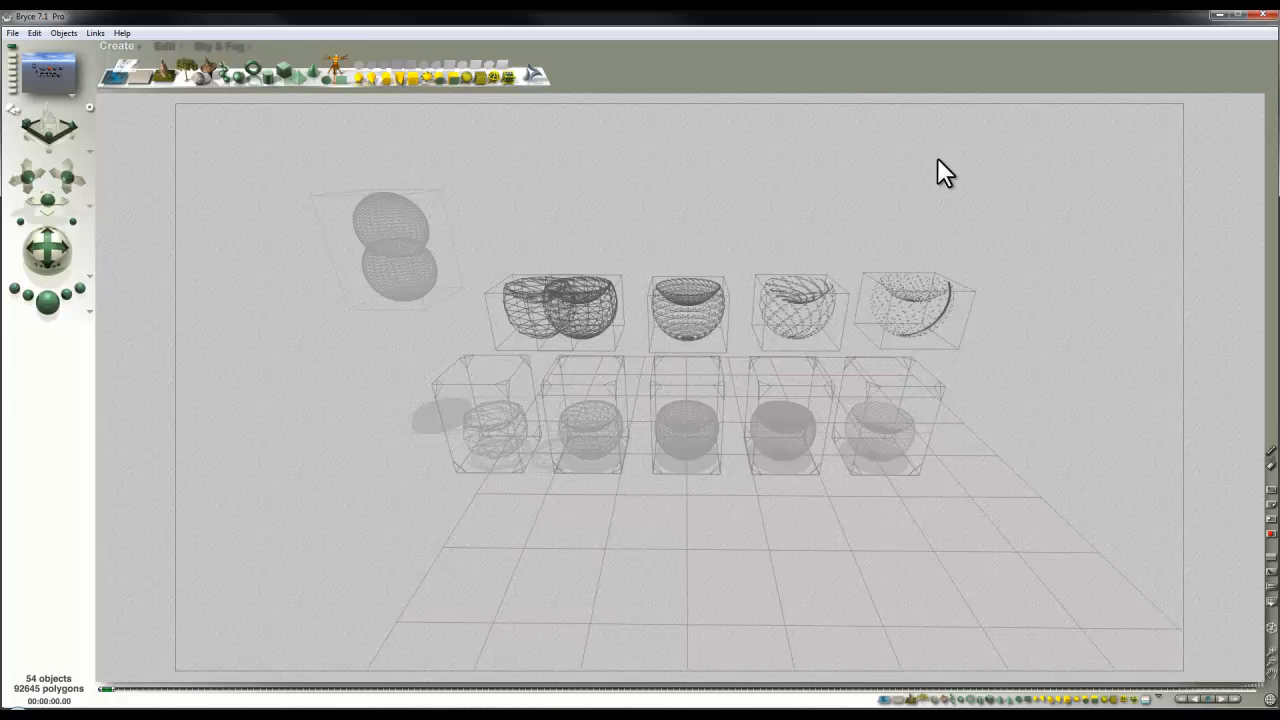 Bryce 7.1 Pro
File Edit Objects Links Help
Create Edit Sky & Fog
54 objects
92645 polygons
00:00:00.00